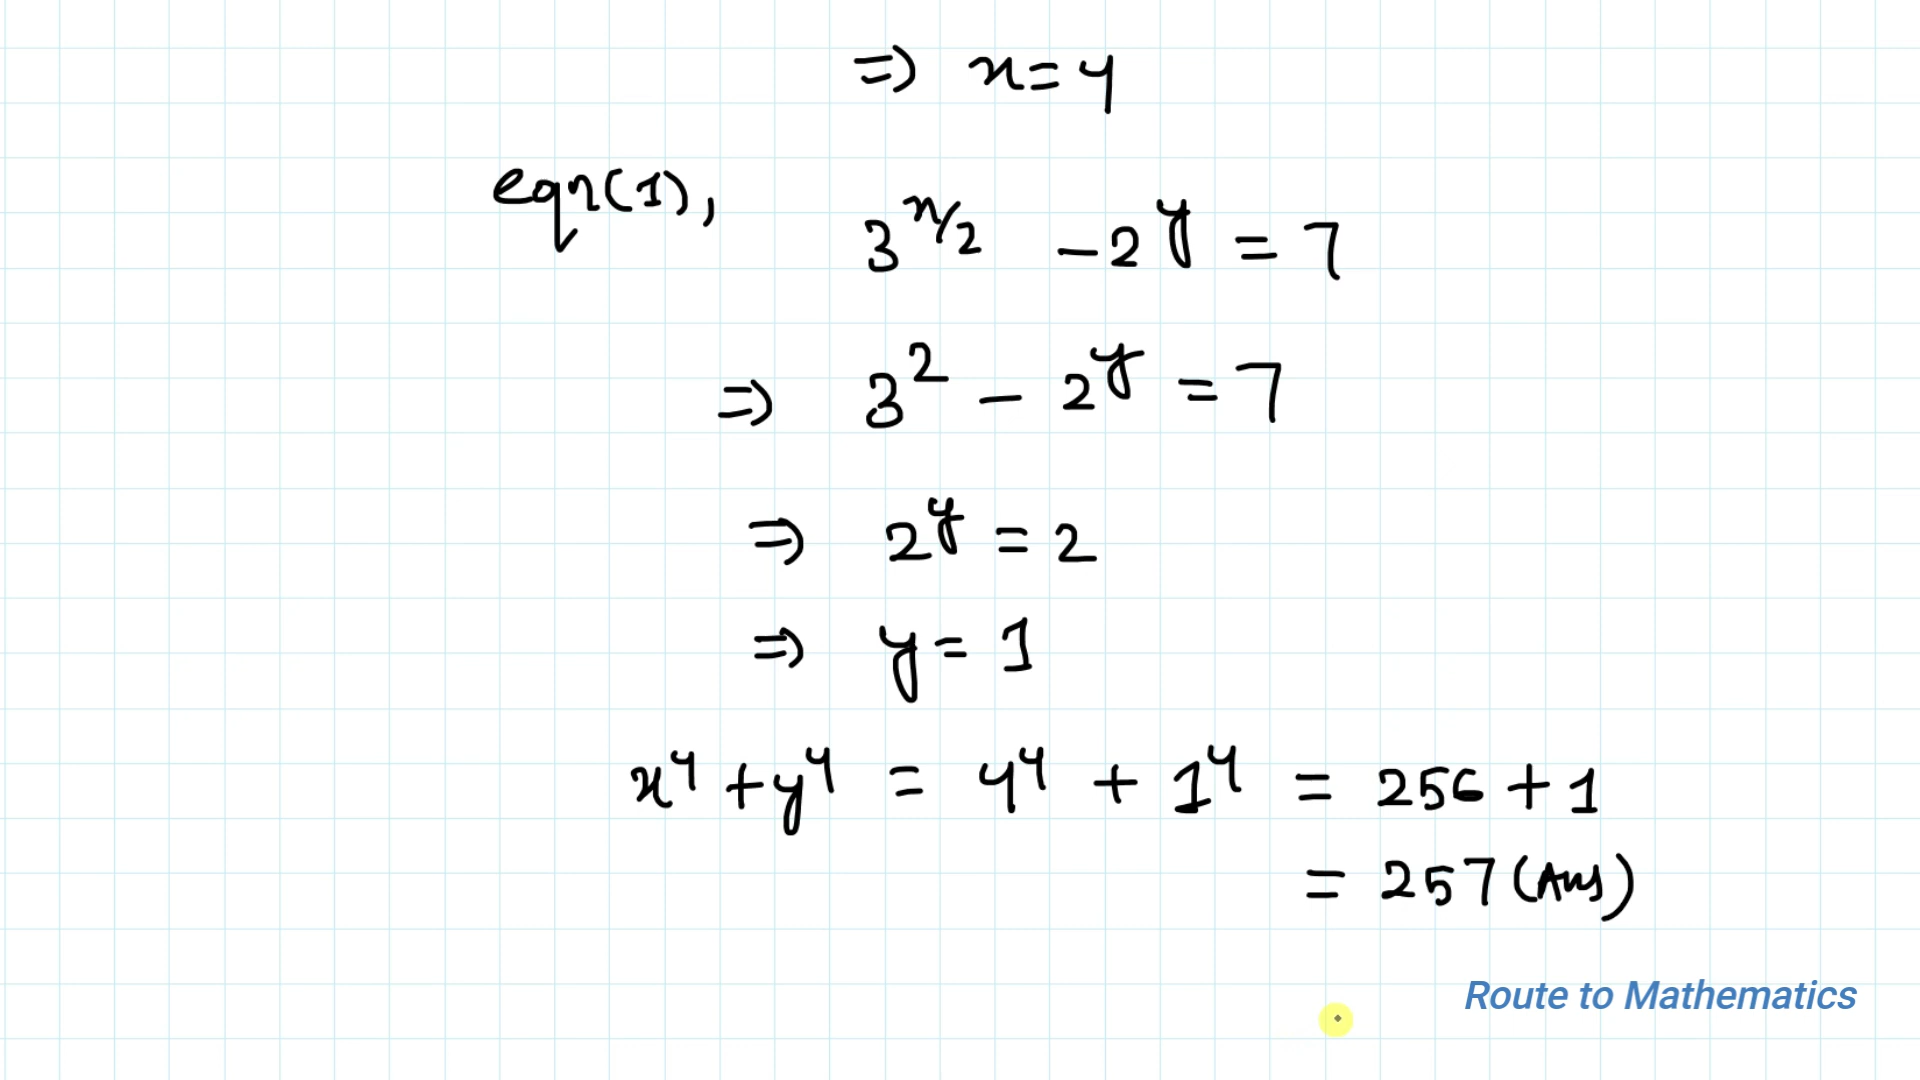 ⇒ x = 4
eqn(1),
3^x/2 - 2^y = 7
⇒ 3^2 - 2^y = 7
⇒ 2^y = 2
⇒ y = 1
x^4 + y^4 = 4^4 + 1^4 = 256 + 1
= 257 (Ans)
Route to Mathematics